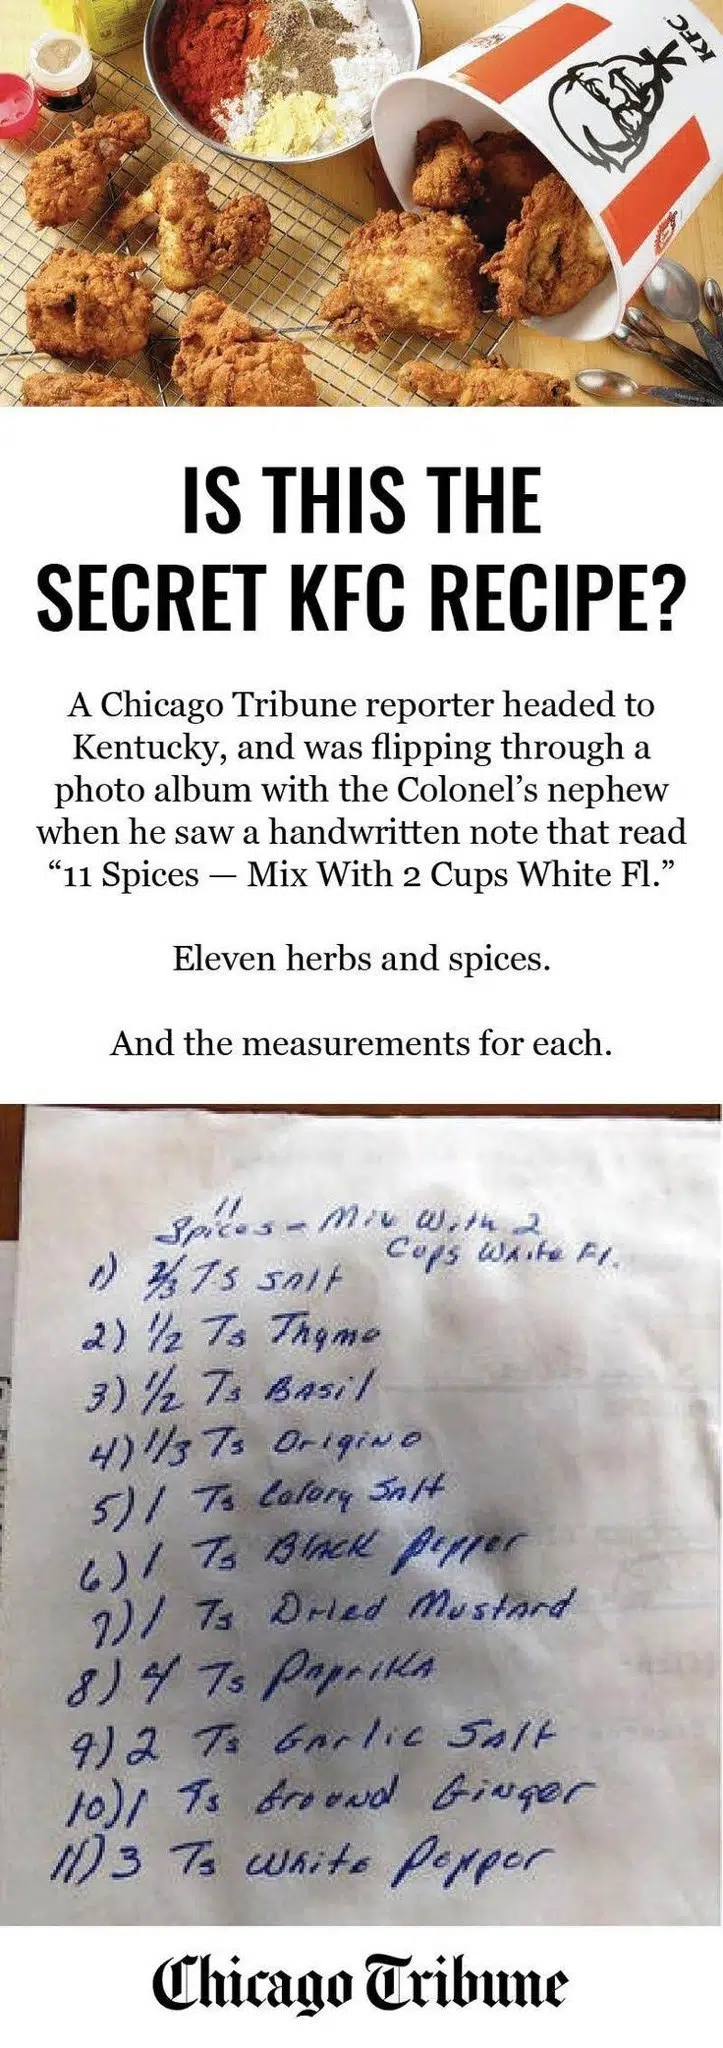 KFC
IS THIS THE
SECRET KFC RECIPE?
A Chicago Tribune reporter headed to
Kentucky, and was flipping through a
photo album with the Colonel's nephew
when he saw a handwritten note that read
“11 Spices — Mix With 2 Cups White Fl.”
Eleven herbs and spices.
And the measurements for each.
11
Spices - Mix With 2
Cups White Fl.
1) 2/3 Ts Salt
2) 1/2 Ts Thyme
3) 1/2 Ts Basil
4) 1/3 Ts Origino
5) 1 Ts Celery Salt
6) 1 Ts Black Pepper
7) 1 Ts Dried Mustard
8) 4 Ts Paprika
9) 2 Ts Garlic Salt
10) 1 Ts Ground Ginger
11) 3 Ts White Pepper
Chicago Tribune